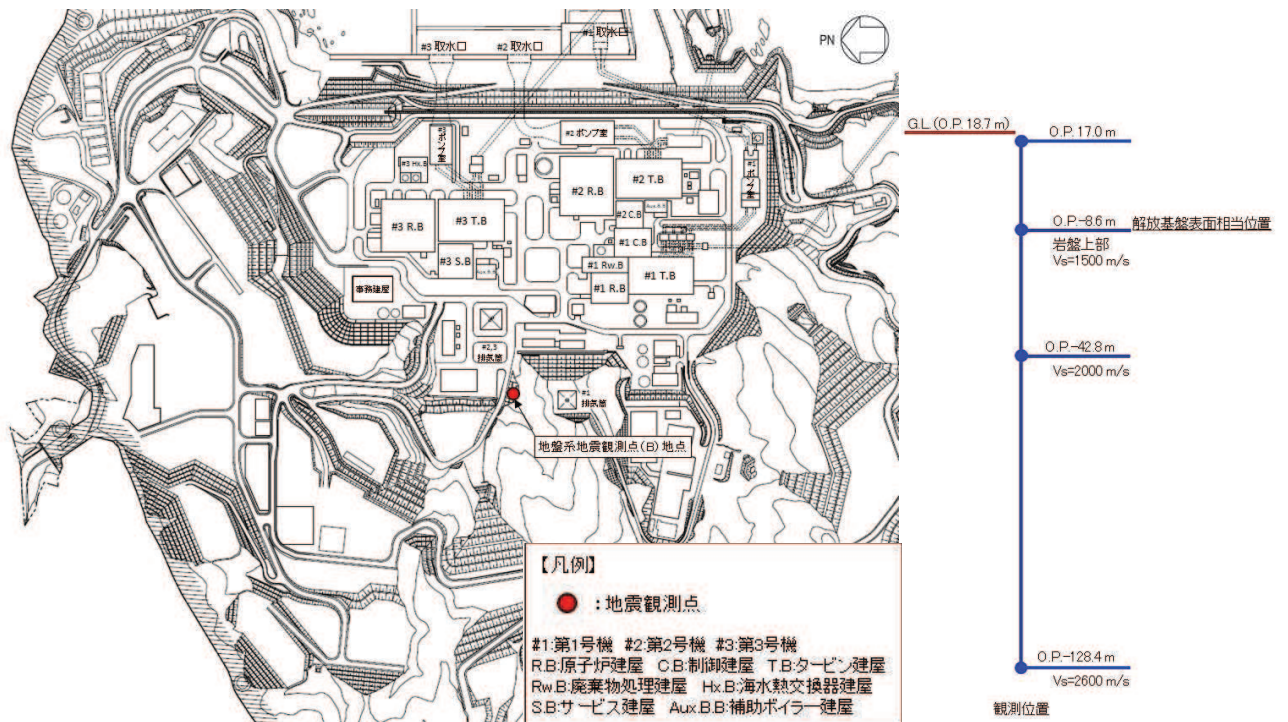 #1 取水口
#3 取水口
#2 取水口
PN
#3 ポンプ室
#2 ポンプ室
#1 ポンプ室
#3 Hx.B
#2 R.B
#2 T.B
#3 R.B
#3 T.B
#2 C.B
Aux.B.B
#1 C.B
#3 S.B
Aux.B.B
#1 Rw.B
#1 T.B
#1 R.B
事務建屋
#2,3
排気筒
#1
排気筒
地盤系地震観測点(B)地点
【凡例】
:地震観測点
#1:第1号機 #2:第2号機 #3:第3号機
R.B:原子炉建屋 C.B:制御建屋 T.B:タービン建屋
Rw.B:廃棄物処理建屋 Hx.B:海水熱交換器建屋
S.B:サービス建屋 Aux.B.B:補助ボイラー建屋
G.L.(O.P. 18.7 m)
O.P. 17.0 m
O.P.-8.6 m 解放基盤表面相当位置
岩盤上部
Vs=1500 m/s
O.P.-42.8 m
Vs=2000 m/s
O.P.-128.4 m
Vs=2600 m/s
観測位置